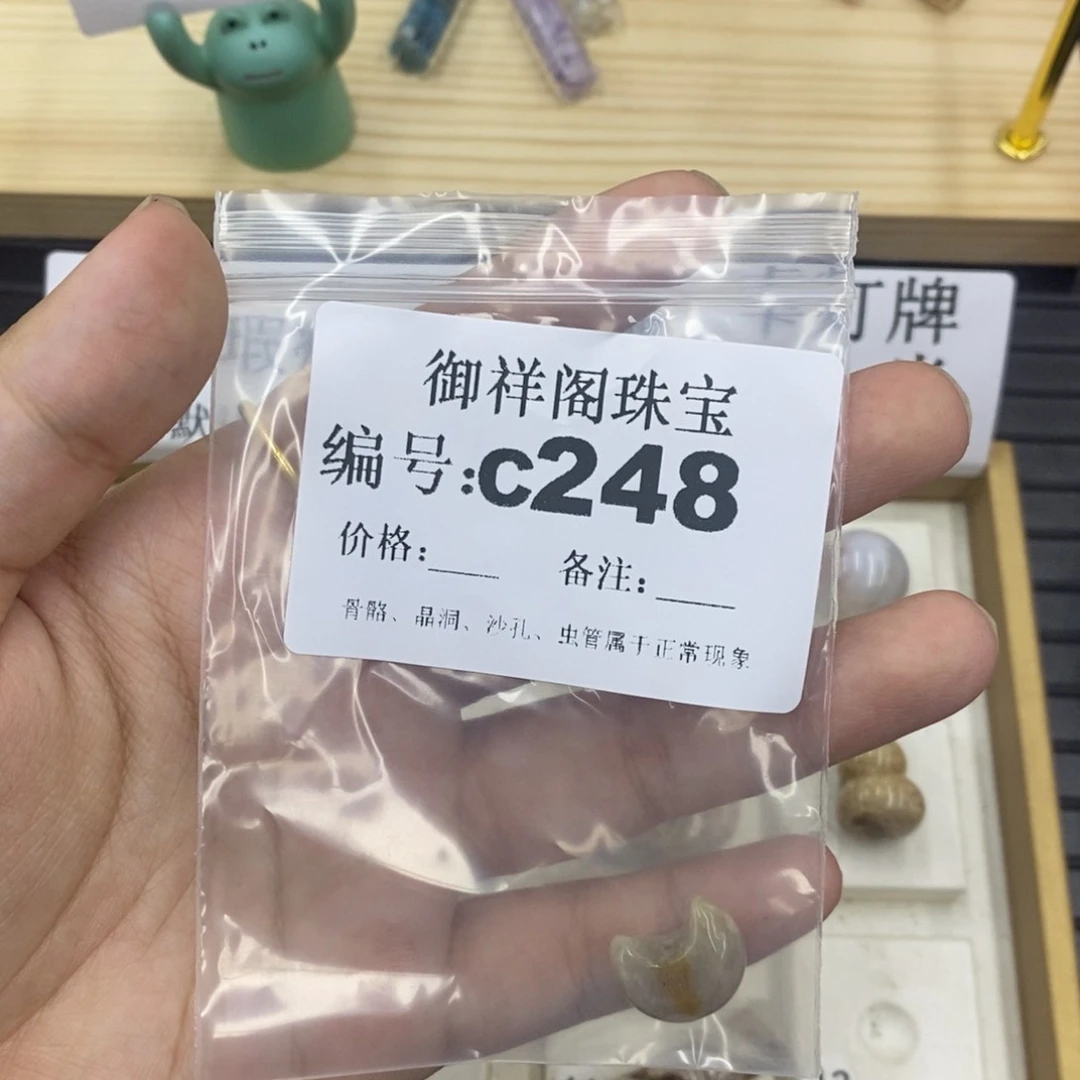 御祥阁珠宝
编号:c248
价格:____ 备注:____
骨骼、晶洞、沙孔、虫管属于正常现象
牌